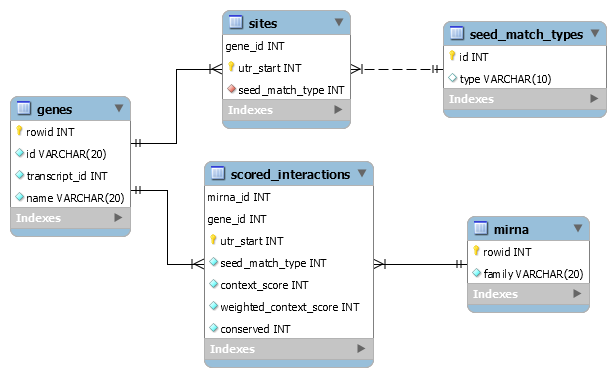 sites
gene_id INT
utr_start INT
seed_match_type INT
Indexes
seed_match_types
id INT
type VARCHAR(10)
Indexes
genes
rowid INT
id VARCHAR(20)
transcript_id INT
name VARCHAR(20)
Indexes
scored_interactions
mirna_id INT
gene_id INT
utr_start INT
seed_match_type INT
context_score INT
weighted_context_score INT
conserved INT
Indexes
mirna
rowid INT
family VARCHAR(20)
Indexes